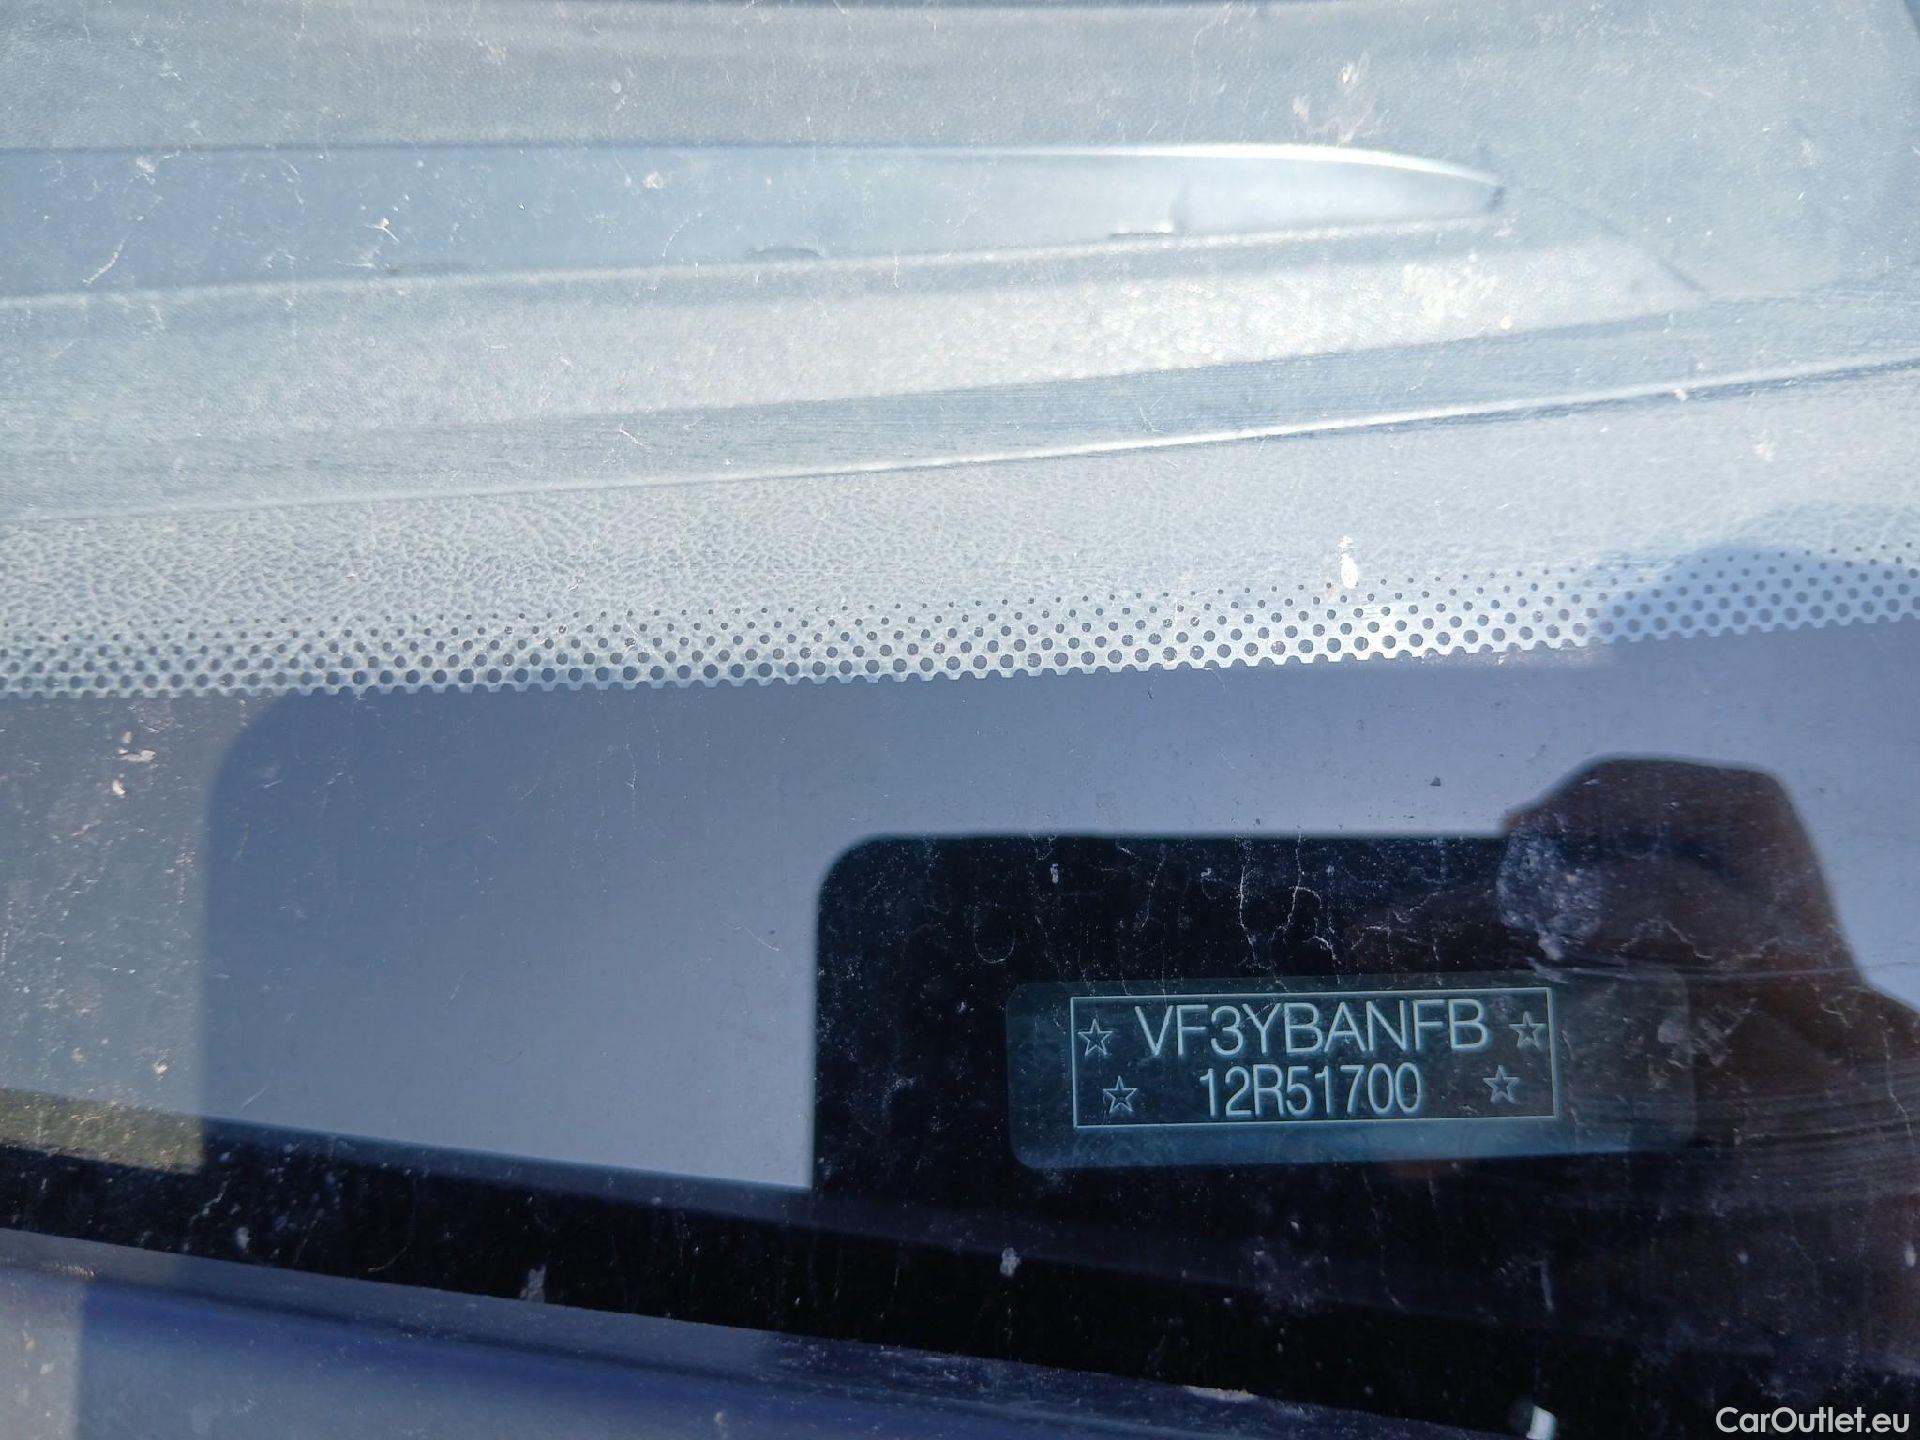 ☆ VF3YBANFB ☆
☆ 12R51700 ☆
CarOutlet.eu